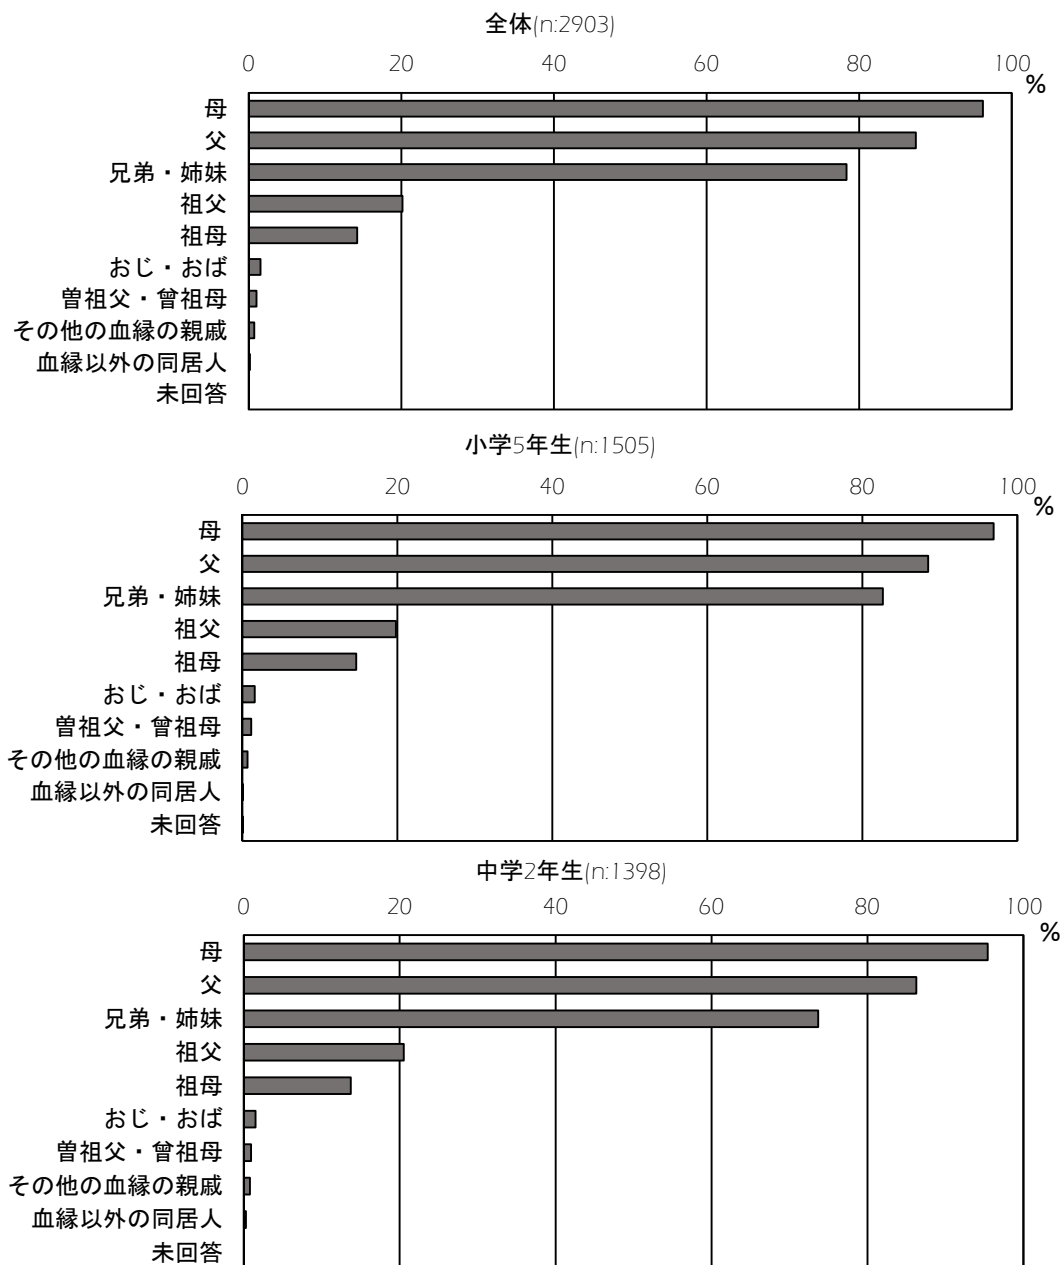 全体(n:2903)
0 20 40 60 80 100
%
母
父
兄弟・姉妹
祖父
祖母
おじ・おば
曽祖父・曾祖母
その他の血縁の親戚
血縁以外の同居人
未回答
小学5年生(n:1505)
0 20 40 60 80 100
%
母
父
兄弟・姉妹
祖父
祖母
おじ・おば
曽祖父・曾祖母
その他の血縁の親戚
血縁以外の同居人
未回答
中学2年生(n:1398)
0 20 40 60 80 100
%
母
父
兄弟・姉妹
祖父
祖母
おじ・おば
曽祖父・曾祖母
その他の血縁の親戚
血縁以外の同居人
未回答